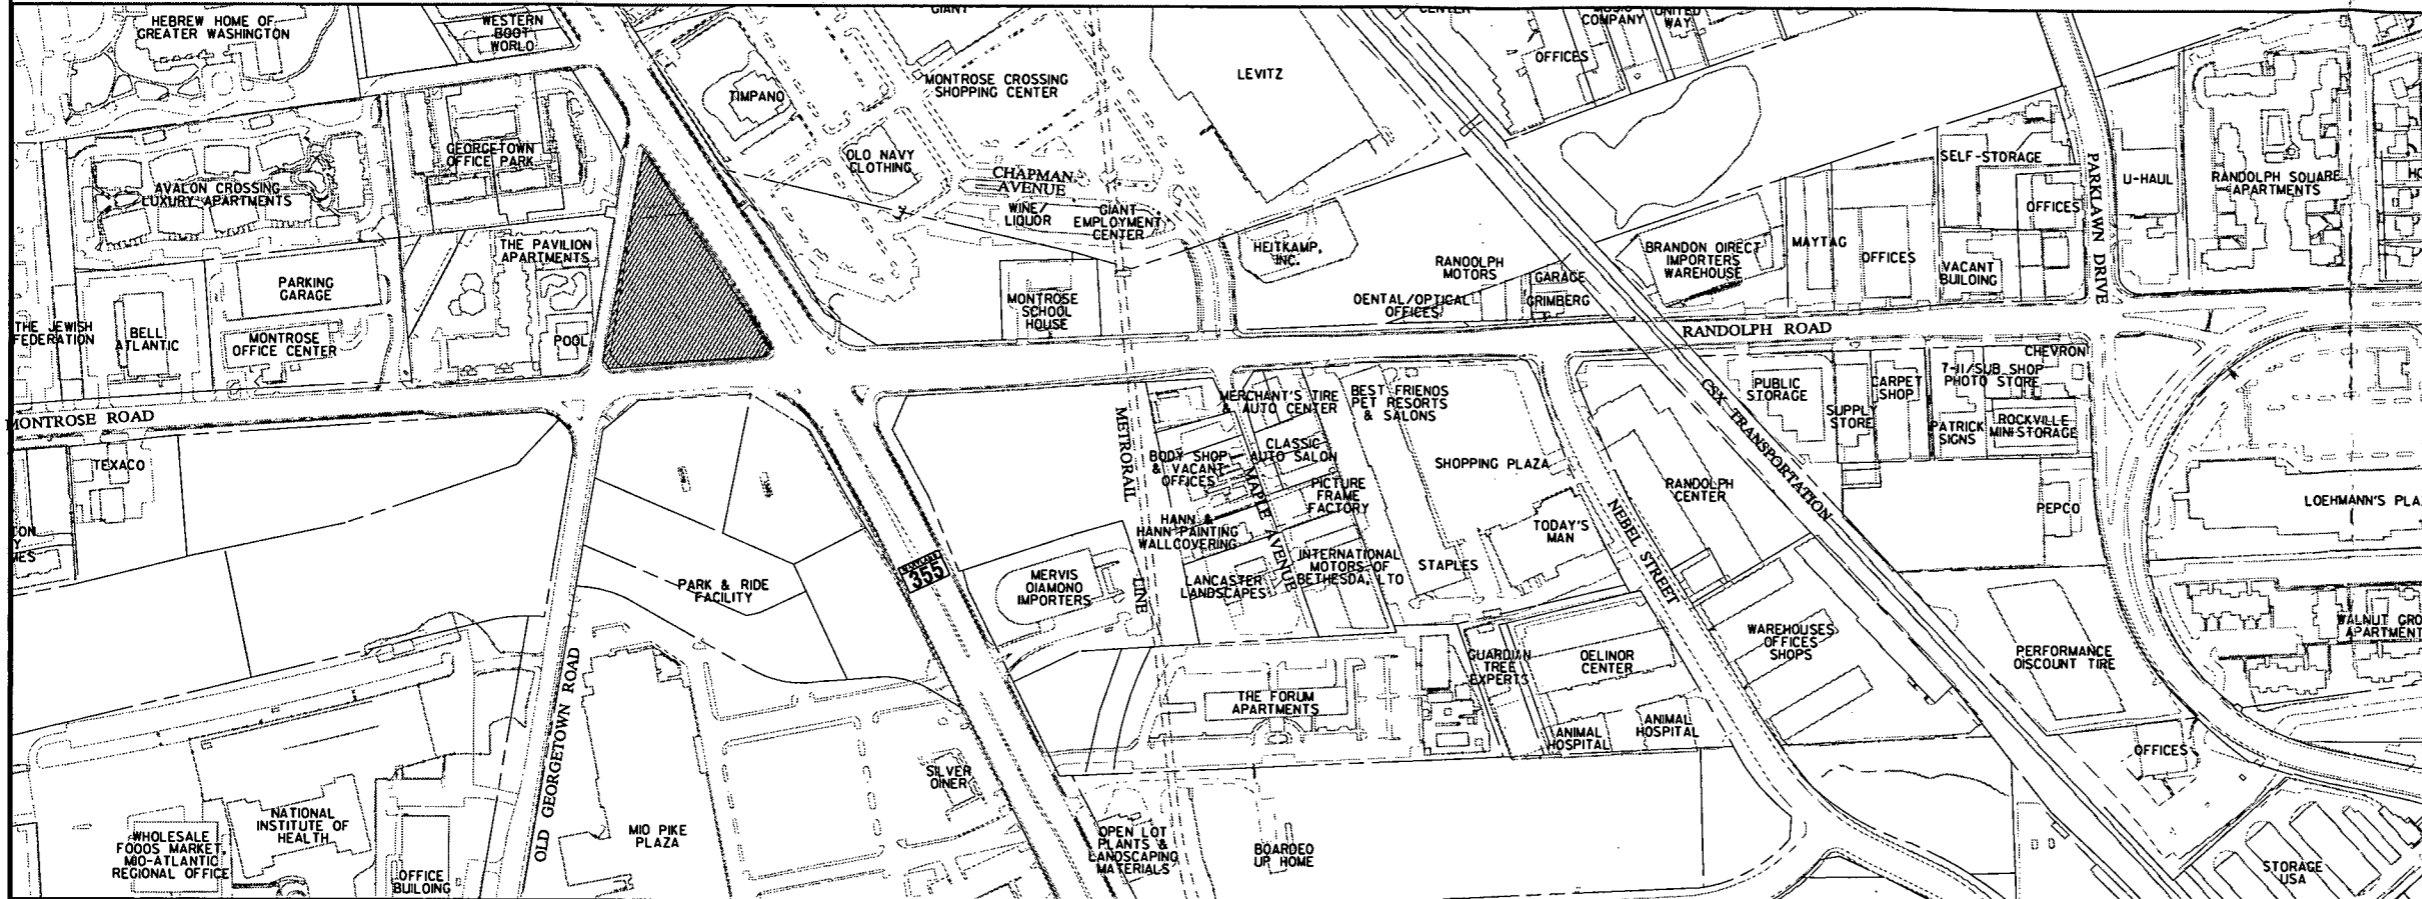 HEBREW HOME OF
GREATER WASHINGTON
WESTERN
BOOT
WORLO
GIANT
CENTER
COMPANY
UNITED
WAY
OFFICES
LEVITZ
MONTROSE CROSSING
SHOPPING CENTER
TIMPANO
GEORGETOWN
OFFICE PARK
OLO NAVY
CLOTHING
CHAPMAN
AVENUE
WINE/
LIQUOR
GIANT
EMPLOYMENT
CENTER
AVALON CROSSING
LUXURY APARTMENTS
THE PAVILION
APARTMENTS
PARKING
GARAGE
THE JEWISH
FEDERATION
BELL
ATLANTIC
MONTROSE
OFFICE CENTER
POOL
MONTROSE
SCHOOL
HOUSE
HEITKAMP,
INC.
RANOOLPH
MOTORS
GARAGE
GRIMBERG
OENTAL/OPTICAL
OFFICES
BRANDON OIRECT
IMPORTERS
WAREHOUSE
MAYTAG
OFFICES
SELF-STORAGE
OFFICES
VACANT
BUILDING
PARKLAWN DRIVE
U-HAUL
RANDOLPH SQUARE
APARTMENTS
HO
RANDOLPH ROAD
MONTROSE ROAD
TEXACO
METRORAIL
LINE
MERCHANT'S TIRE
& AUTO CENTER
BEST FRIENOS
PET RESORTS
& SALONS
CLASSIC
AUTO SALON
BODY SHOP
& VACANT
OFFICES
MAPLE AVENUE
PICTURE
FRAME
FACTORY
HANN &
HANN PAINTING
WALLCOVERING
LANCASTER
LANDSCAPES
INTERNATIONAL
MOTORS OF
BETHESDA, LTO
SHOPPING PLAZA
STAPLES
TODAY'S
MAN
NEBEL STREET
RANDOLPH
CENTER
CSX TRANSPORTATION
PUBLIC
STORAGE
SUPPLY
STORE
CARPET
SHOP
7-11/SUB SHOP
PHOTO STORE
CHEVRON
PATRICK
SIGNS
ROCKVILLE
MINI STORAGE
PEPCO
LOEHMANN'S PLA
PARK & RIDE
FACILITY
355
MERVIS
OIAMONO
IMPORTERS
THE FORUM
APARTMENTS
GUARDIAN
TREE
EXPERTS
OELINOR
CENTER
ANIMAL
HOSPITAL
ANIMAL
HOSPITAL
WAREHOUSES
OFFICES
SHOPS
PERFORMANCE
OISCOUNT TIRE
WALNUT GRO
APARTMENT
OFFICES
STORAGE
USA
OLD GEORGETOWN ROAD
SILVER
OINER
MIO PIKE
PLAZA
NATIONAL
INSTITUTE OF
HEALTH
WHOLESALE
FOODS MARKET,
MIO-ATLANTIC
REGIONAL OFFICE
OFFICE
BUILDING
OPEN LOT
PLANTS &
LANDSCAPING
MATERIALS
BOARDEO
UP HOME